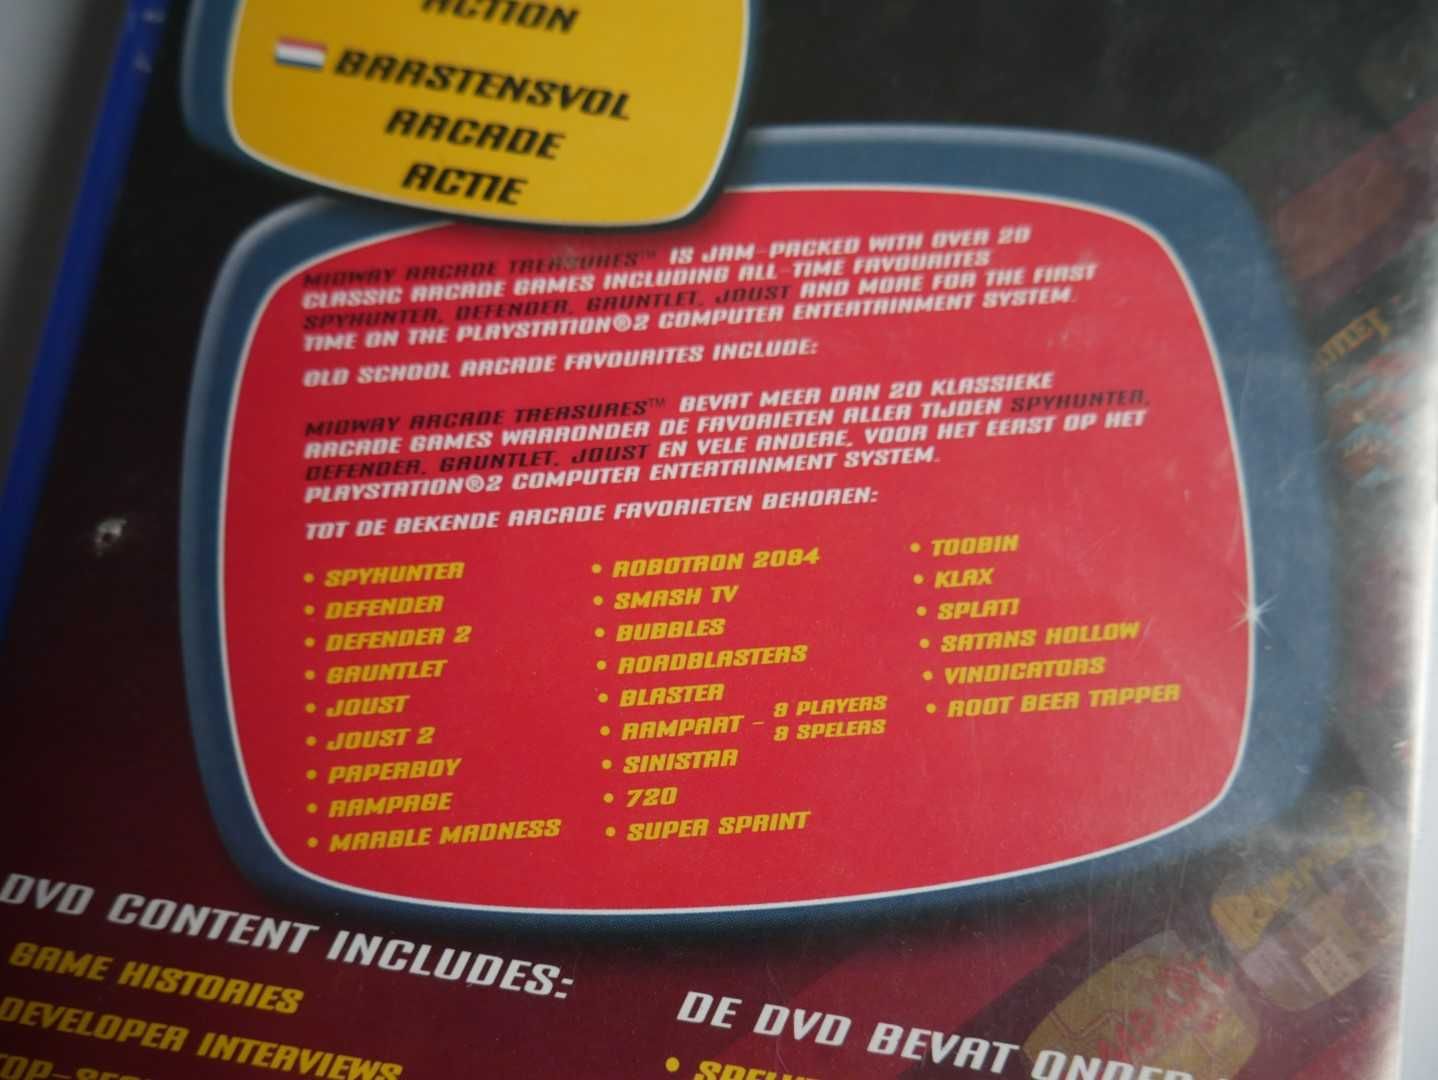 ACTION
BARSTENSVOL
ARCADE
ACTIE
MIDWAY ARCADE TREASURES™ IS JAM-PACKED WITH OVER 20
CLASSIC ARCADE GAMES INCLUDING ALL-TIME FAVOURITES
SPYHUNTER, DEFENDER, GAUNTLET, JOUST AND MORE FOR THE FIRST
TIME ON THE PLAYSTATION®2 COMPUTER ENTERTAINMENT SYSTEM.
OLD SCHOOL ARCADE FAVOURITES INCLUDE:
MIDWAY ARCADE TREASURES™ BEVAT MEER DAN 20 KLASSIEKE
ARCADE GAMES WAARONDER DE FAVORIETEN ALLER TIJDEN SPYHUNTER,
DEFENDER, GAUNTLET, JOUST EN VELE ANDERE, VOOR HET EERST OP HET
PLAYSTATION®2 COMPUTER ENTERTAINMENT SYSTEM.
TOT DE BEKENDE ARCADE FAVORIETEN BEHOREN:
• SPYHUNTER
• DEFENDER
• DEFENDER 2
• GAUNTLET
• JOUST
• JOUST 2
• PAPERBOY
• RAMPAGE
• MARBLE MADNESS
• ROBOTRON 2084
• SMASH TV
• BUBBLES
• ROADBLASTERS
• BLASTER
• RAMPART - 8 PLAYERS
8 SPELERS
• SINISTAR
• 720
• SUPER SPRINT
• TOOBIN
• KLAX
• SPLAT!
• SATANS HOLLOW
• VINDICATORS
• ROOT BEER TAPPER
DVD CONTENT INCLUDES:
GAME HISTORIES
DEVELOPER INTERVIEWS
DE DVD BEVAT ONDER
RAMPAGE